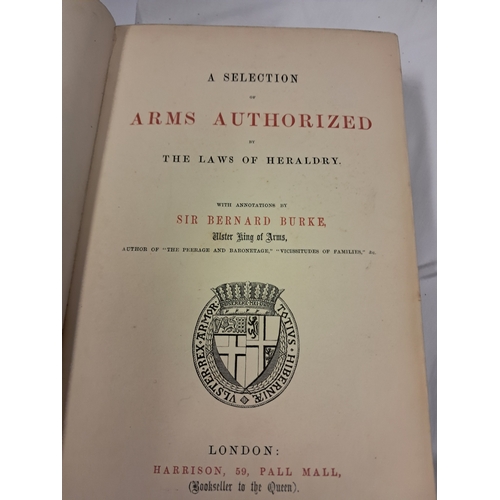 A SELECTION
OF
ARMS AUTHORIZED
BY
THE LAWS OF HERALDRY.
WITH ANNOTATIONS BY
SIR BERNARD BURKE,
Ulster King of Arms,
AUTHOR OF "THE PEERAGE AND BARONETAGE," "VICISSITUDES OF FAMILIES," &c.
VLSTER·REX·ARMOR· TOTIVS·HIBERNIÆ
LONDON:
HARRISON, 59, PALL MALL,
(Bookseller to the Queen).